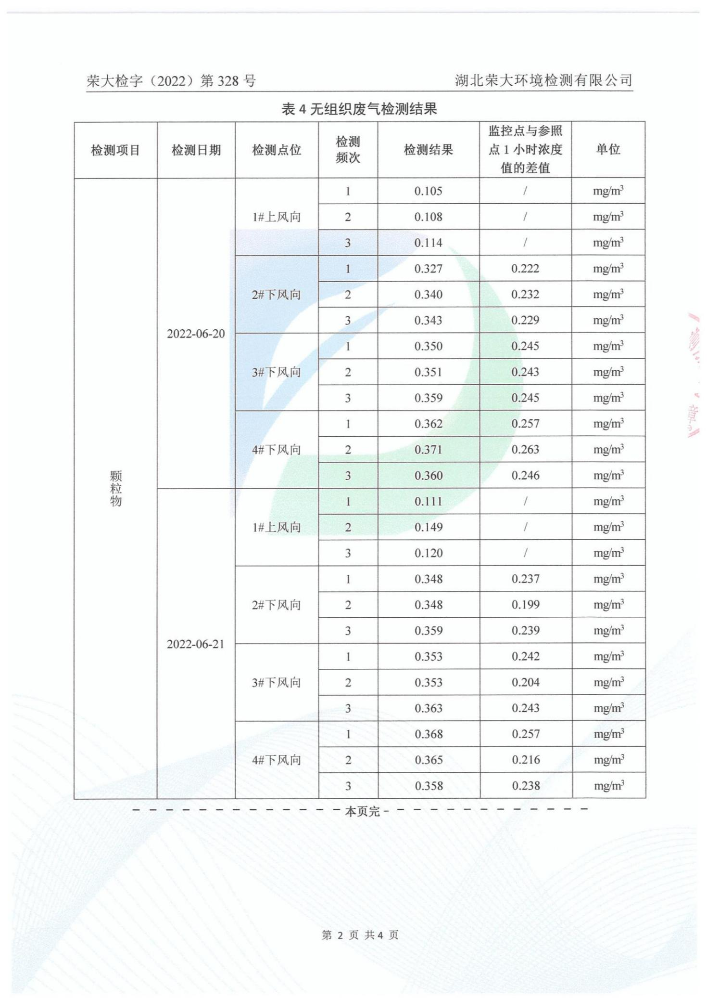 荣大检字（2022）第 328 号 湖北荣大环境检测有限公司
表 4 无组织废气检测结果
检测项目 检测日期 检测点位 检测频次 检测结果 监控点与参照点 1 小时浓度值的差值 单位
颗粒物 2022-06-20 1#上风向 1 0.105 / mg/m³
2 0.108 / mg/m³
3 0.114 / mg/m³
2#下风向 1 0.327 0.222 mg/m³
2 0.340 0.232 mg/m³
3 0.343 0.229 mg/m³
3#下风向 1 0.350 0.245 mg/m³
2 0.351 0.243 mg/m³
3 0.359 0.245 mg/m³
4#下风向 1 0.362 0.257 mg/m³
2 0.371 0.263 mg/m³
3 0.360 0.246 mg/m³
2022-06-21 1#上风向 1 0.111 / mg/m³
2 0.149 / mg/m³
3 0.120 / mg/m³
2#下风向 1 0.348 0.237 mg/m³
2 0.348 0.199 mg/m³
3 0.359 0.239 mg/m³
3#下风向 1 0.353 0.242 mg/m³
2 0.353 0.204 mg/m³
3 0.363 0.243 mg/m³
4#下风向 1 0.368 0.257 mg/m³
2 0.365 0.216 mg/m³
3 0.358 0.238 mg/m³
本页完
第 2 页 共 4 页
章